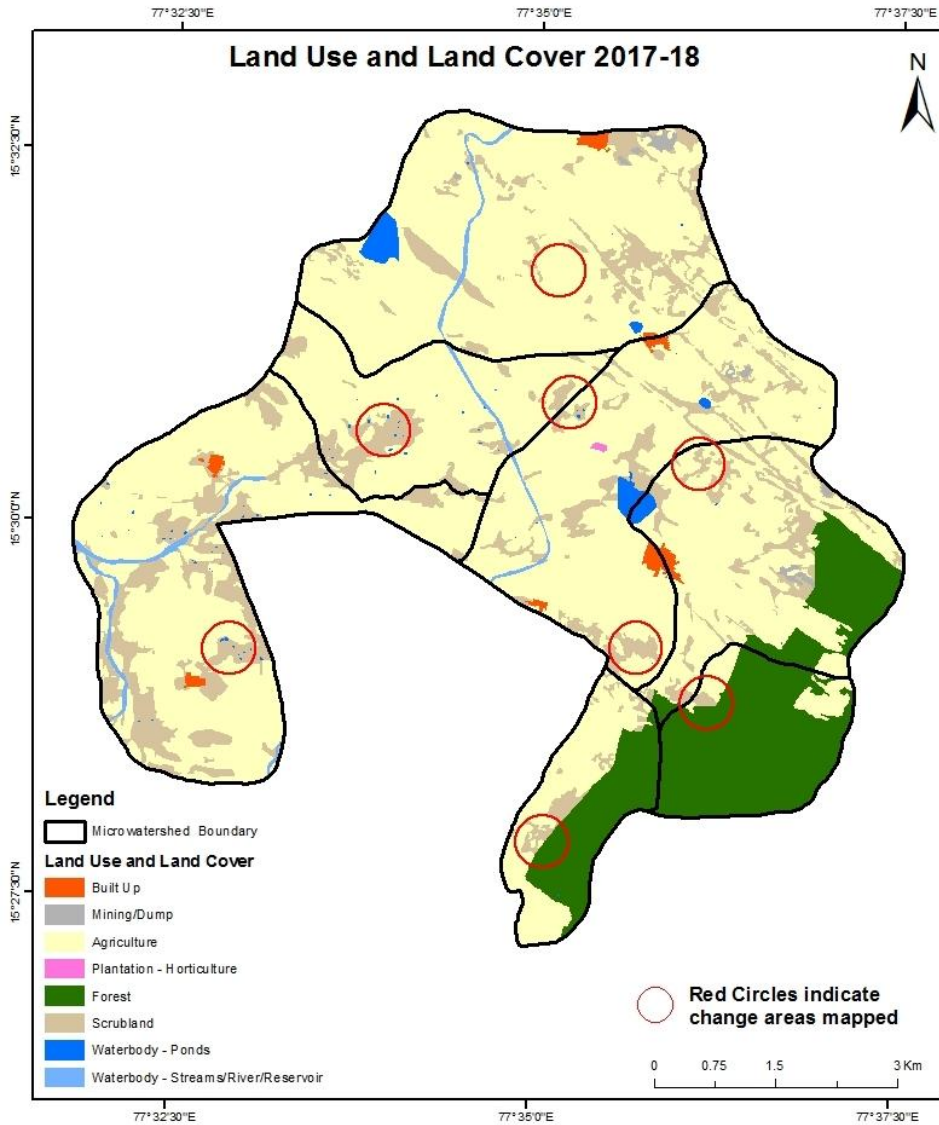 77°32'30"E 77°35'0"E 77°37'30"E
Land Use and Land Cover 2017-18
N
15°32'30"N
15°30'0"N
15°27'30"N
Legend
Microwatershed Boundary
Land Use and Land Cover
Built Up
Mining/Dump
Agriculture
Plantation - Horticulture
Forest
Scrubland
Waterbody - Ponds
Waterbody - Streams/River/Reservoir
Red Circles indicate
change areas mapped
0 0.75 1.5 3 Km
77°32'30"E 77°35'0"E 77°37'30"E